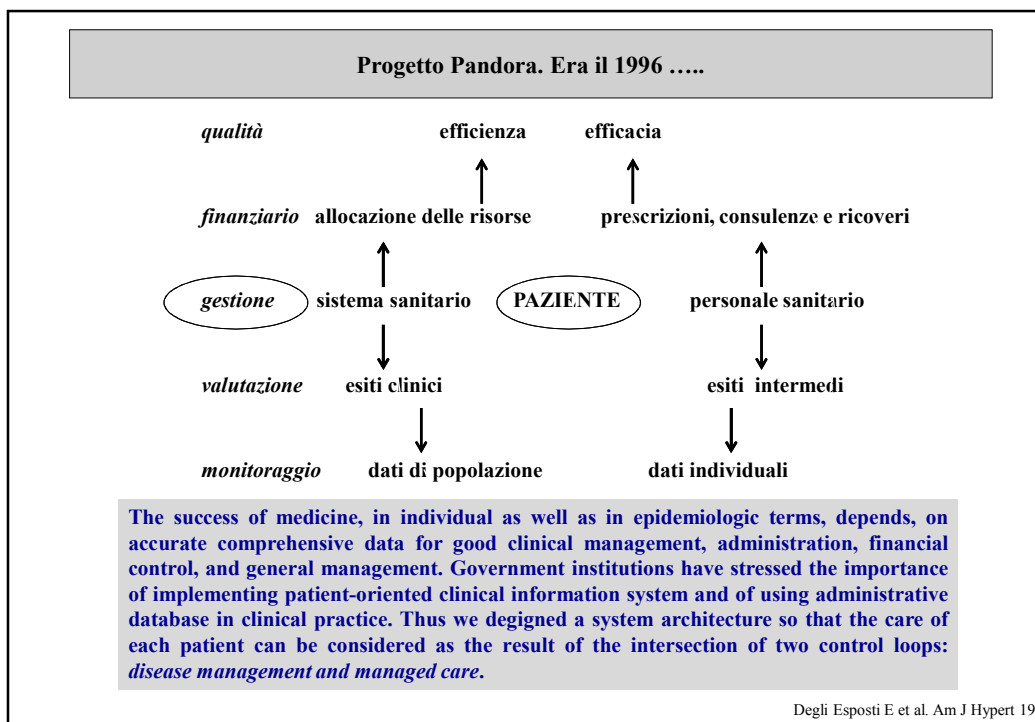 Progetto Pandora. Era il 1996 …..
qualità efficienza efficacia
finanziario allocazione delle risorse prescrizioni, consulenze e ricoveri
gestione sistema sanitario PAZIENTE personale sanitario
valutazione esiti clinici esiti intermedi
monitoraggio dati di popolazione dati individuali
The success of medicine, in individual as well as in epidemiologic terms, depends, on
accurate comprehensive data for good clinical management, administration, financial
control, and general management. Government institutions have stressed the importance
of implementing patient-oriented clinical information system and of using administrative
database in clinical practice. Thus we degigned a system architecture so that the care of
each patient can be considered as the result of the intersection of two control loops:
disease management and managed care.
Degli Esposti E et al. Am J Hypert 19